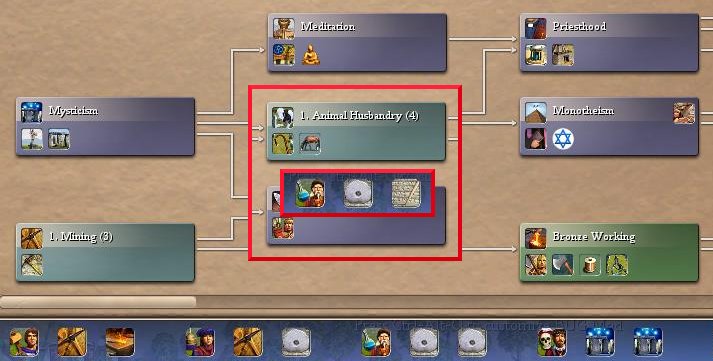 Meditation
Priesthood
Mysticism
1. Animal Husbandry (4)
Monotheism
1. Mining (3)
Bronze Working